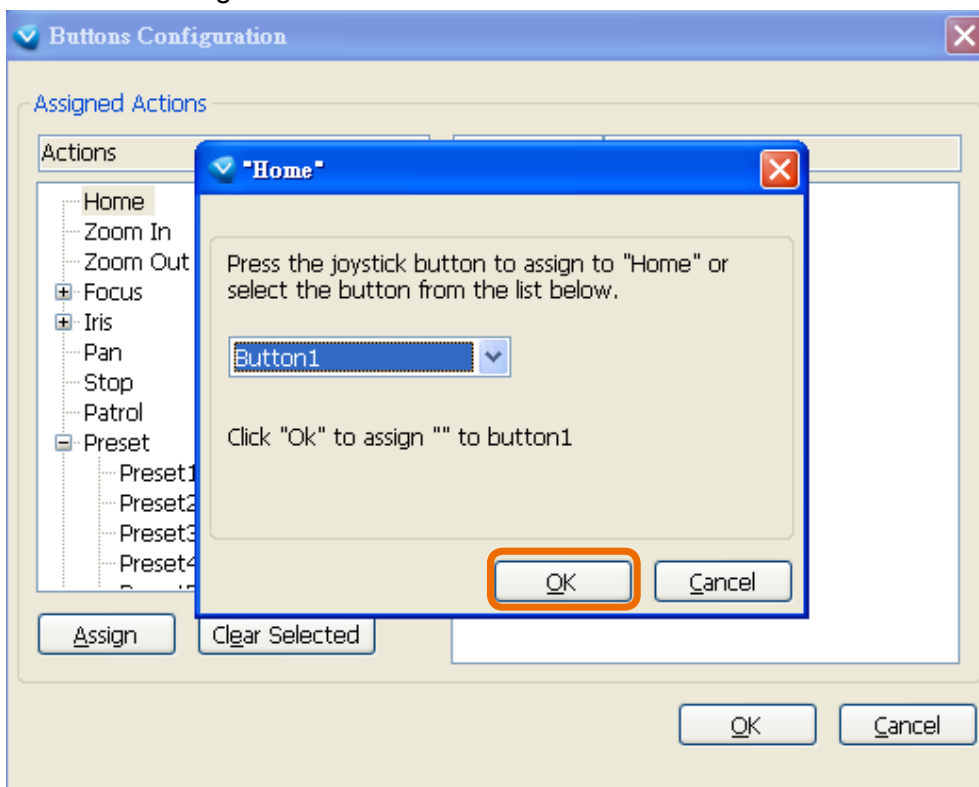 Buttons Configuration
Assigned Actions
Actions
"Home"
Home
Zoom In
Zoom Out
Focus
Iris
Pan
Stop
Patrol
Preset
Preset1
Preset2
Preset3
Preset4
Press the joystick button to assign to "Home" or
select the button from the list below.
Button1
Click "Ok" to assign "" to button1
OK Cancel
Assign Clear Selected
OK Cancel